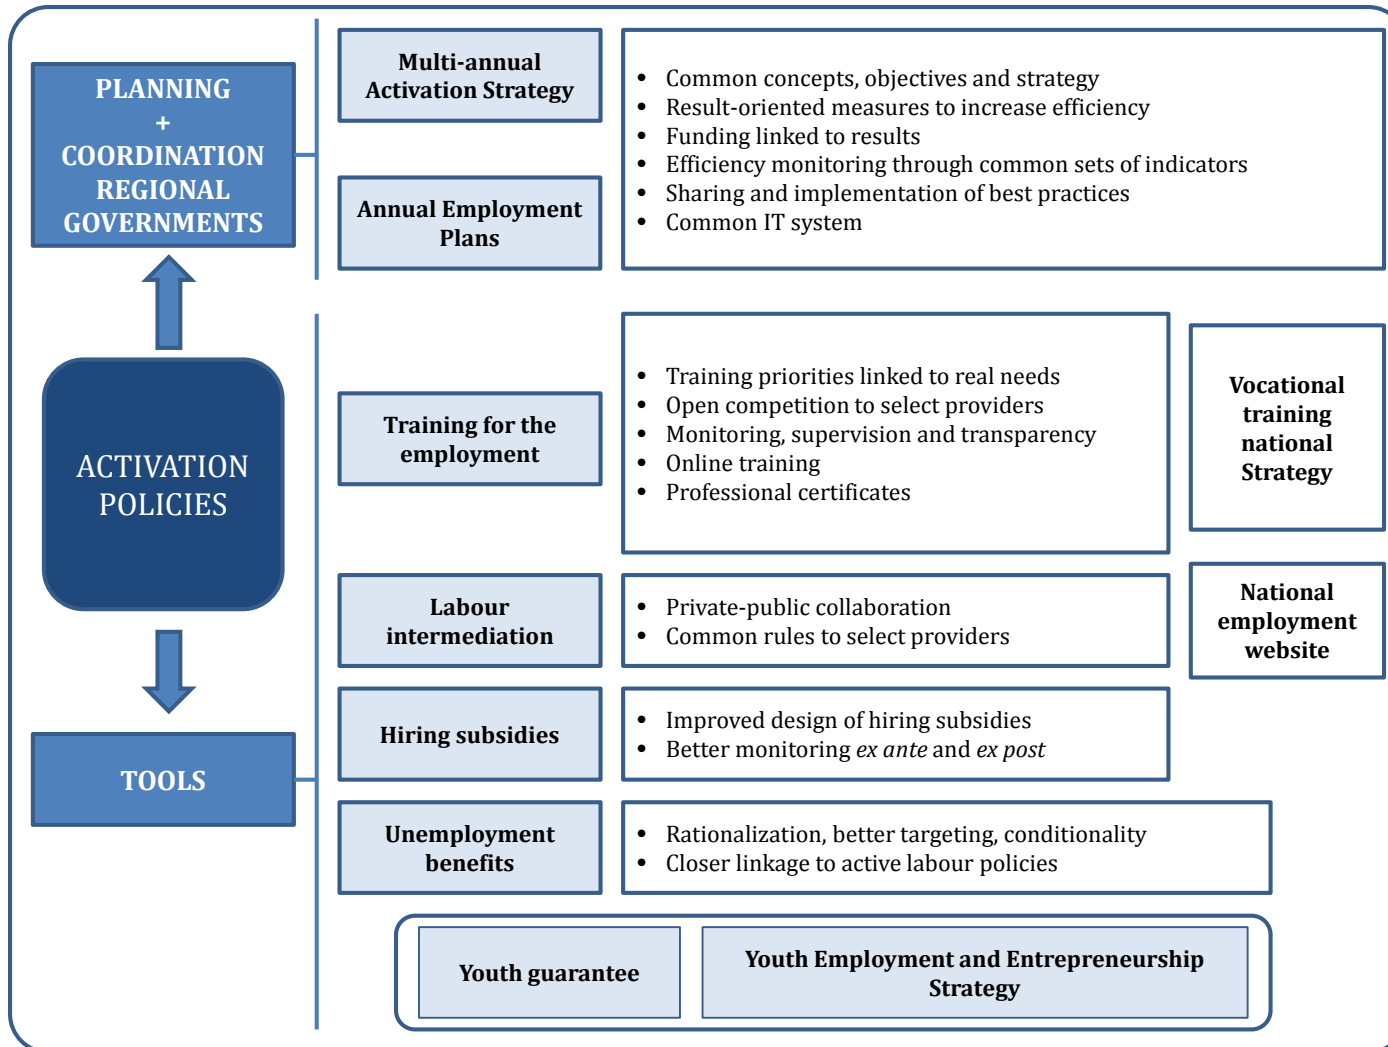 PLANNING
+
COORDINATION
REGIONAL
GOVERNMENTS
Multi-annual
Activation Strategy
Annual Employment
Plans
• Common concepts, objectives and strategy
• Result-oriented measures to increase efficiency
• Funding linked to results
• Efficiency monitoring through common sets of indicators
• Sharing and implementation of best practices
• Common IT system
ACTIVATION
POLICIES
TOOLS
Training for the
employment
• Training priorities linked to real needs
• Open competition to select providers
• Monitoring, supervision and transparency
• Online training
• Professional certificates
Vocational
training
national
Strategy
Labour
intermediation
• Private-public collaboration
• Common rules to select providers
National
employment
website
Hiring subsidies
• Improved design of hiring subsidies
• Better monitoring ex ante and ex post
Unemployment
benefits
• Rationalization, better targeting, conditionality
• Closer linkage to active labour policies
Youth guarantee
Youth Employment and Entrepreneurship
Strategy